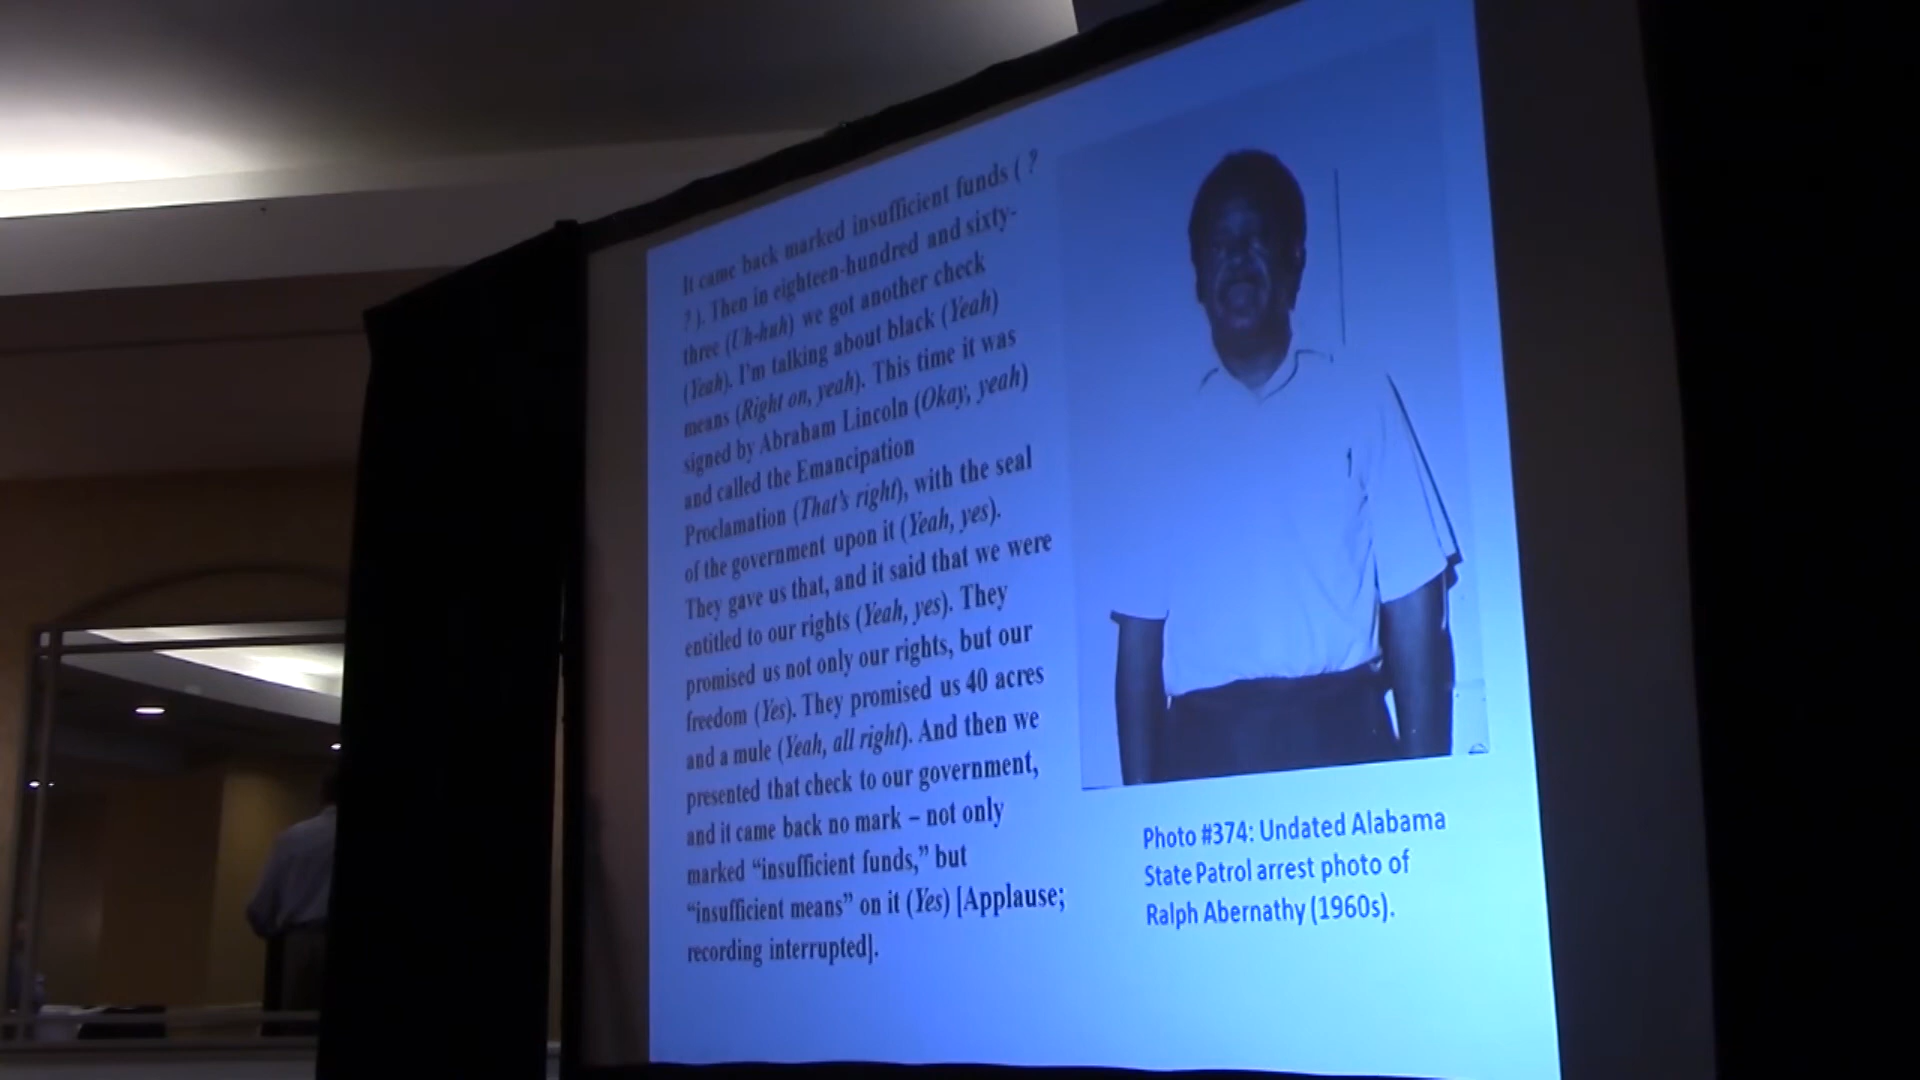 It came back marked insufficient funds ( ?
? ). Then in eighteen-hundred and sixty-
three (Uh-huh) we got another check
(Yeah). I'm talking about black (Yeah)
means (Right on, yeah). This time it was
signed by Abraham Lincoln (Okay, yeah)
and called the Emancipation
Proclamation (That's right), with the seal
of the government upon it (Yeah, yes).
They gave us that, and it said that we were
entitled to our rights (Yeah, yes). They
promised us not only our rights, but our
freedom (Yes). They promised us 40 acres
and a mule (Yeah, all right). And then we
presented that check to our government,
and it came back no mark – not only
marked “insufficient funds,” but
“insufficient means” on it (Yes) [Applause;
recording interrupted].
Photo #374: Undated Alabama
State Patrol arrest photo of
Ralph Abernathy (1960s).